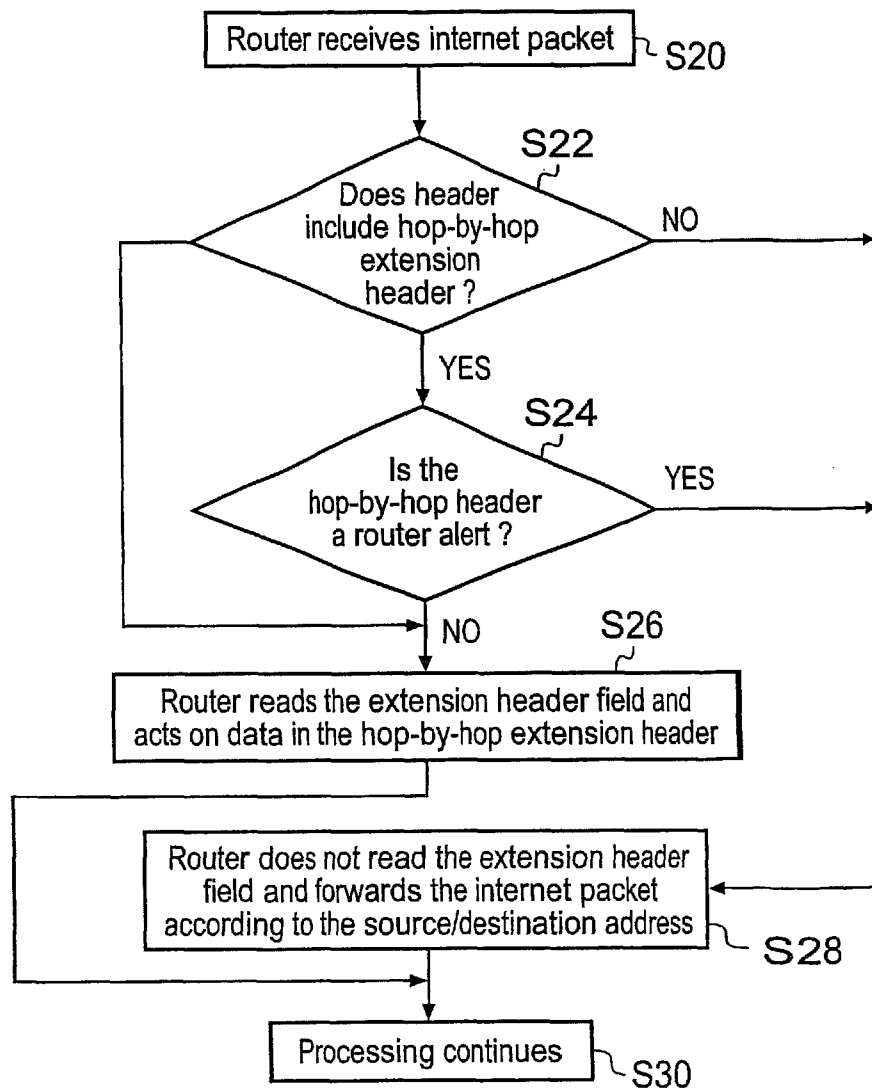 Router receives internet packet
S20
S22
Does header
include hop-by-hop
extension
header ?
NO
YES
S24
Is the
hop-by-hop header
a router alert ?
YES
NO
S26
Router reads the extension header field and
acts on data in the hop-by-hop extension header
Router does not read the extension header
field and forwards the internet packet
according to the source/destination address
S28
Processing continues
S30